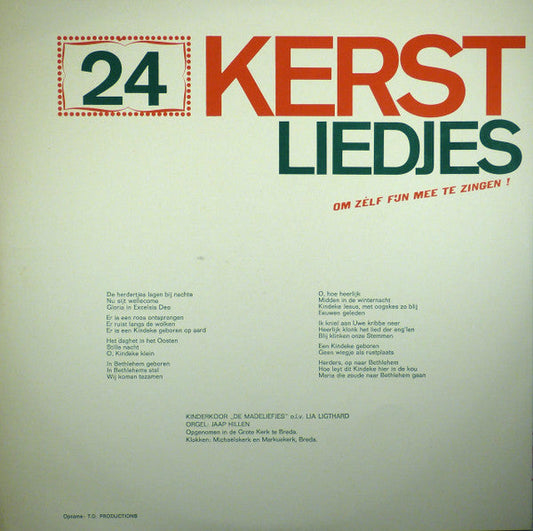 24 KERST
LIEDJES
OM ZÉLF FIJN MEE TE ZINGEN !
De herdertjes lagen bij nachte
Nu sijt wellecome
Gloria in Excelsis Deo
Er is een roos ontsprongen
Er ruist langs de wolken
Er is een Kindeke geboren op aard
Het daghet in het Oosten
Stille nacht
O, Kindeke klein
In Bethlehem geboren
In Bethlehems stal
Wij komen tezamen
O, hoe heerlijk
Midden in de winternacht
Kindeke Jesus, met oogskes zo blij
Eeuwen geleden
Ik kniel aan Uwe kribbe neer
Heerlijk klonk het lied der eng'len
Blij klinken onze Stemmen
Een Kindeke geboren
Geen wiegje als rustplaats
Herders, op naar Bethlehem
Hoe leyt dit Kindeke hier in de kou
Maria die zoude naar Bethlehem gaan
KINDERKOOR „DE MADELIEFJES" o.l.v. LIA LIGTHARD
ORGEL: JAAP HILLEN
Opgenomen in de Grote Kerk te Breda.
Klokken: Michaëlskerk en Markuskerk, Breda.
Opname: T.D. PRODUCTIONS